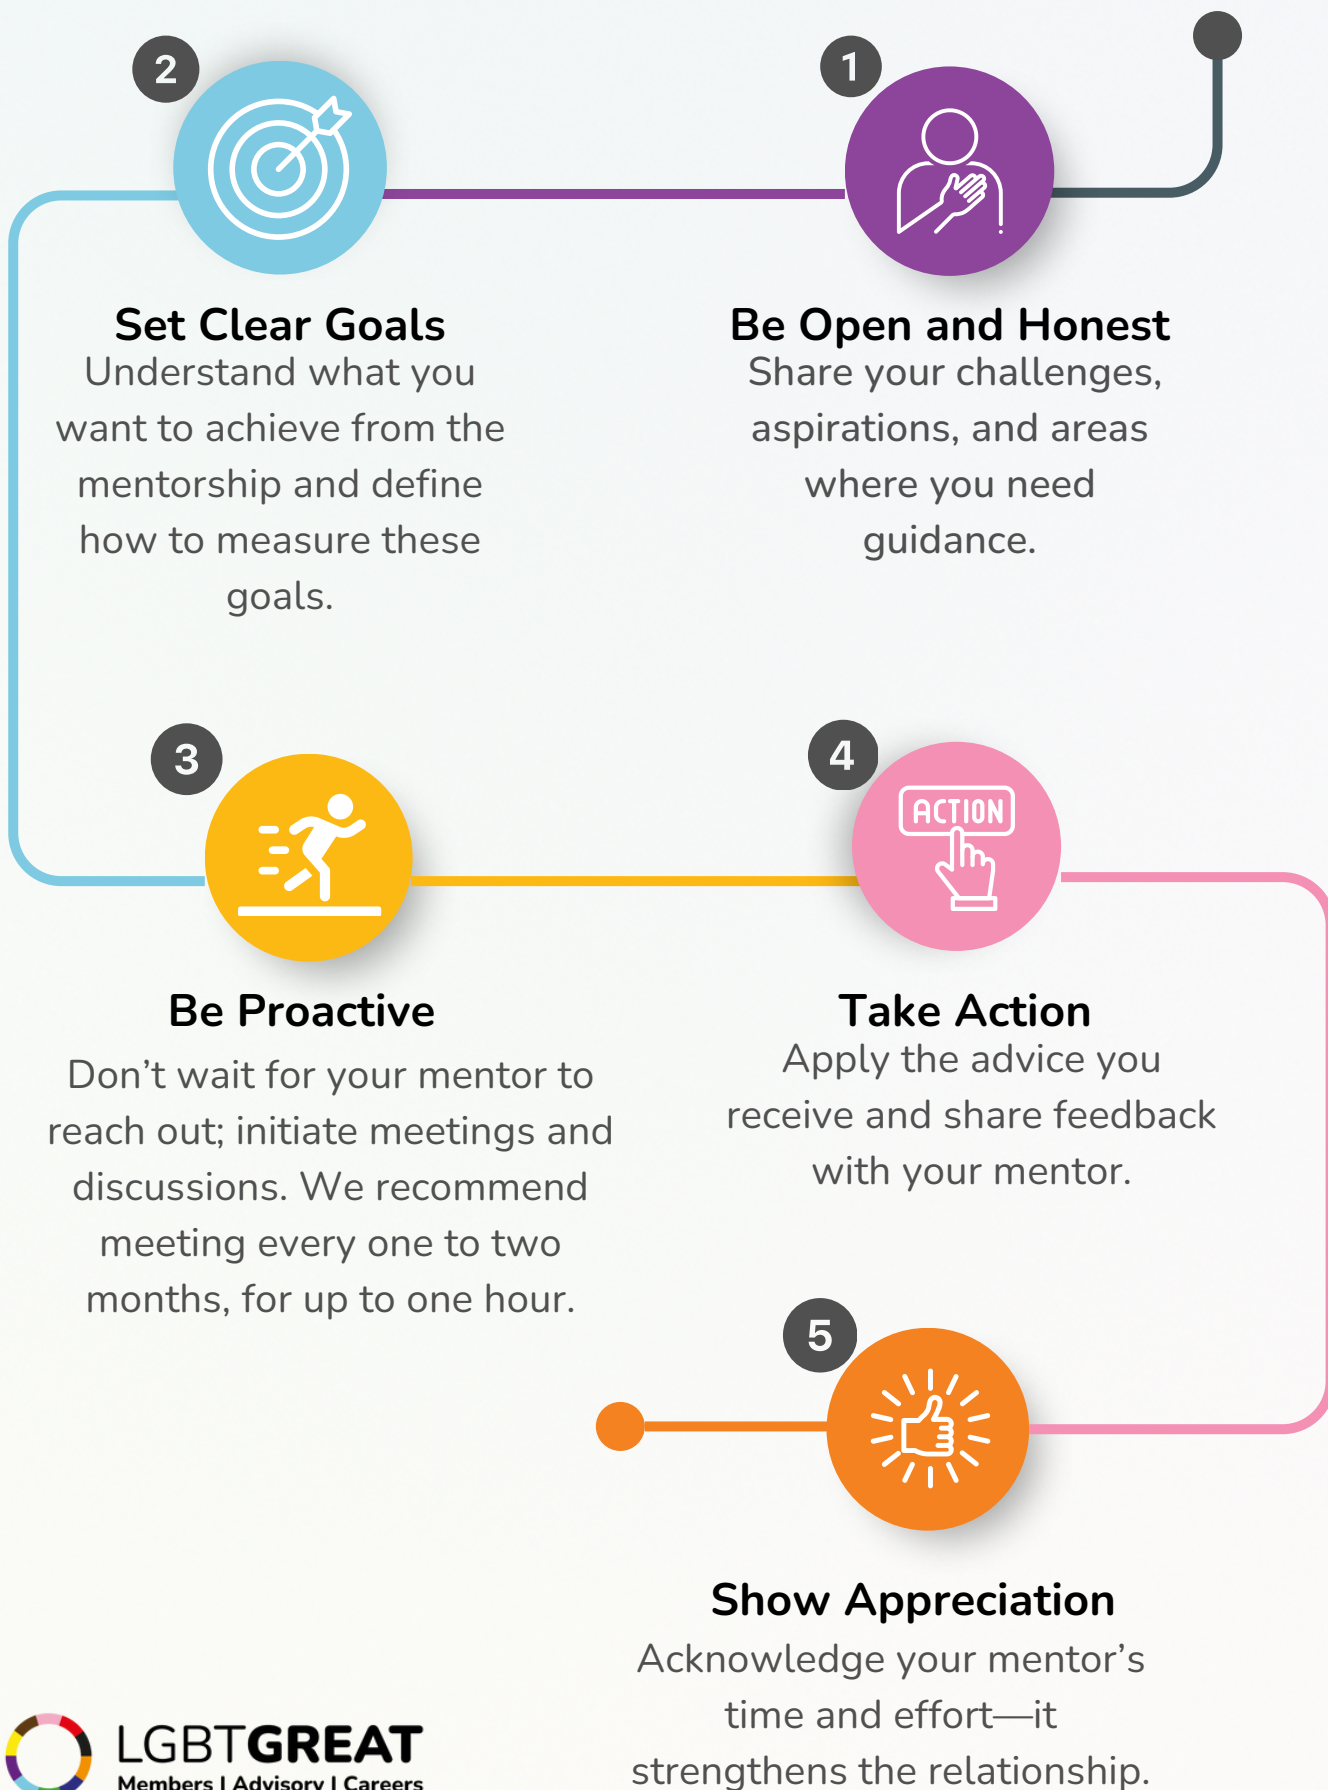 1
Be Open and Honest
Share your challenges,
aspirations, and areas
where you need
guidance.
2
Set Clear Goals
Understand what you
want to achieve from the
mentorship and define
how to measure these
goals.
3
Be Proactive
Don’t wait for your mentor to
reach out; initiate meetings and
discussions. We recommend
meeting every one to two
months, for up to one hour.
4
ACTION
Take Action
Apply the advice you
receive and share feedback
with your mentor.
5
Show Appreciation
Acknowledge your mentor’s
time and effort—it
strengthens the relationship.
LGBTGREAT
Members | Advisory | Careers